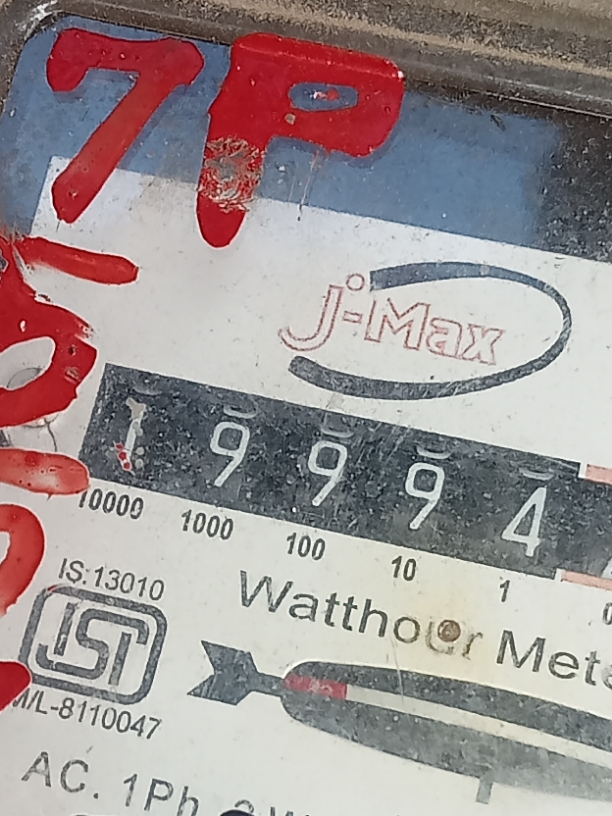 7P
J-Max
1 9 9 9 4
10000 1000 100 10 1
Watthour
IS:13010
ISI
M/L-8110047
AC. 1Ph